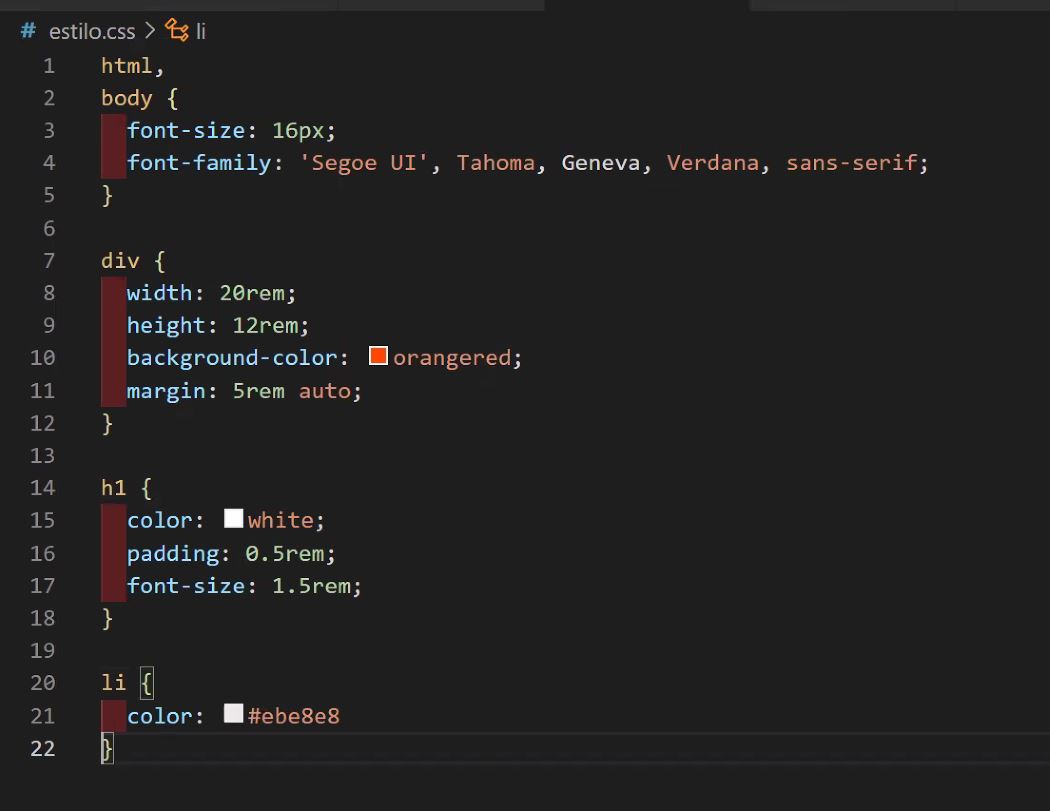 # estilo.css > li
1 html,
2 body {
3   font-size: 16px;
4   font-family: 'Segoe UI', Tahoma, Geneva, Verdana, sans-serif;
5 }
6
7 div {
8   width: 20rem;
9   height: 12rem;
10   background-color: orangered;
11   margin: 5rem auto;
12 }
13
14 h1 {
15   color: white;
16   padding: 0.5rem;
17   font-size: 1.5rem;
18 }
19
20 li {
21   color: #ebe8e8
22 }